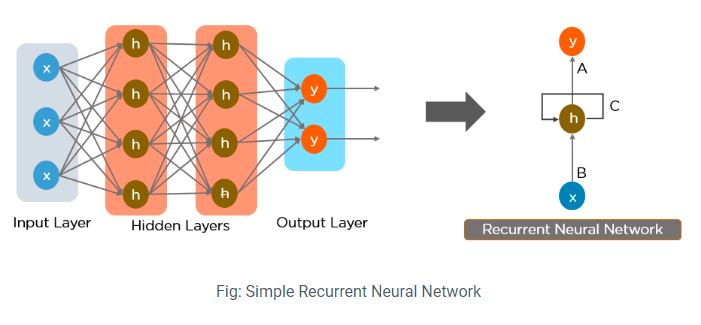 x
x
x
h
h
h
h
h
h
h
h
y
y
Input Layer
Hidden Layers
Output Layer
y
A
C
h
B
x
Recurrent Neural Network
Fig: Simple Recurrent Neural Network